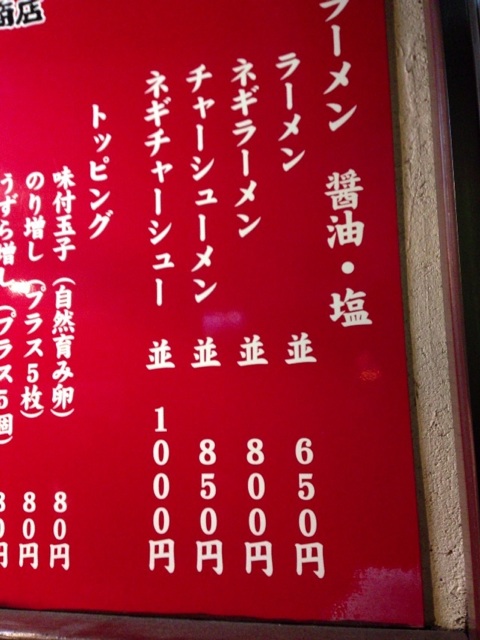 商店
ラーメン 醤油・塩
ラーメン 並 650円
ネギラーメン 並 800円
チャーシューメン 並 850円
ネギチャーシュー 並 1000円
トッピング
味付玉子(自然育み卵) 80円
のり増し(プラス5枚) 80円
うずら増し(プラス5個) 80円